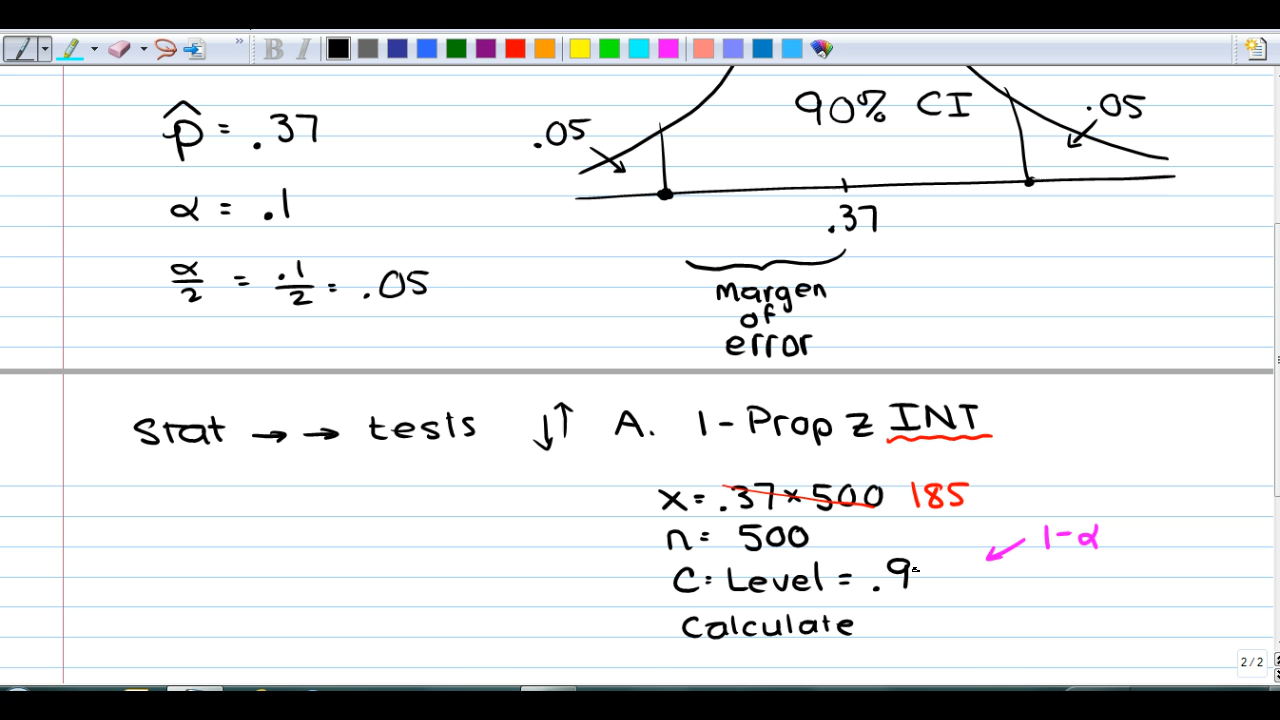 B I
p̂ = .37
α = .1
α/2 = .1/2 = .05
.05
90% CI
.05
.37
Margen
of
error
Stat → → tests ↓↑ A. 1-Prop z INT
x = .37 × 500 185
n = 500
C-Level = .9
1-α
Calculate
2/2